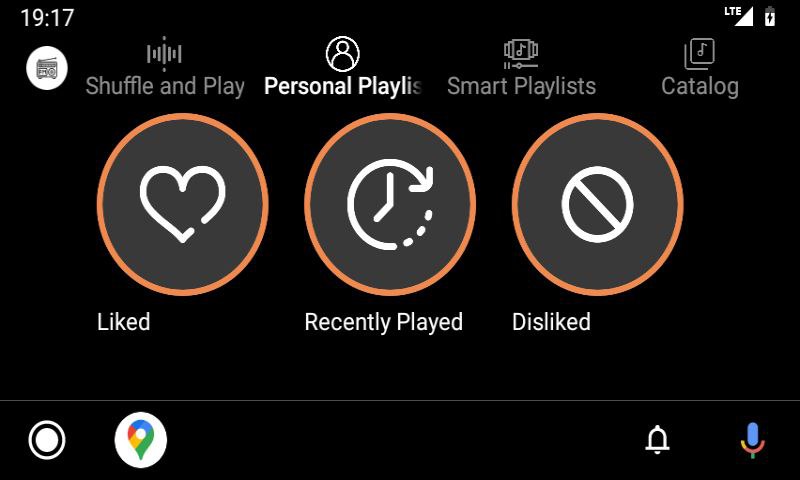 19:17
LTE
Shuffle and Play
Personal Playlis
Smart Playlists
Catalog
Liked
Recently Played
Disliked